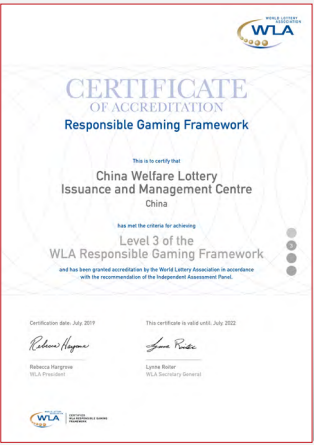 WORLD LOTTERY
ASSOCIATION
WLA
CERTIFICATE
OF ACCREDITATION
Responsible Gaming Framework
This is to certify that
China Welfare Lottery
Issuance and Management Centre
China
has met the criteria for achieving
Level 3 of the
WLA Responsible Gaming Framework
and has been granted accreditation by the World Lottery Association in accordance
with the recommendation of the Independent Assessment Panel.
Certification date: July, 2019
This certificate is valid until: July, 2022
Rebecca Hargrove
Lynne Roiter
Rebecca Hargrove
WLA President
Lynne Roiter
WLA Secretary General
WLA
CERTIFIED
WLA RESPONSIBLE GAMING
FRAMEWORK